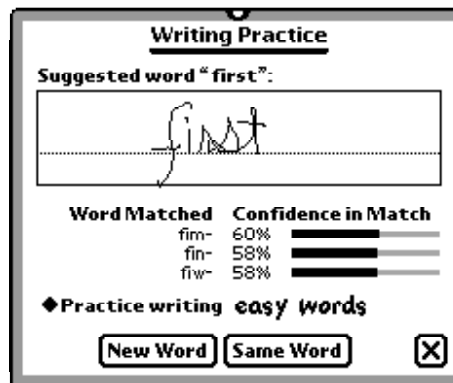 Writing Practice
Suggested word “first”:
first
Word Matched Confidence in Match
fim- 60%
fin- 58%
fiw- 58%
◆Practice writing easy words
New Word Same Word X